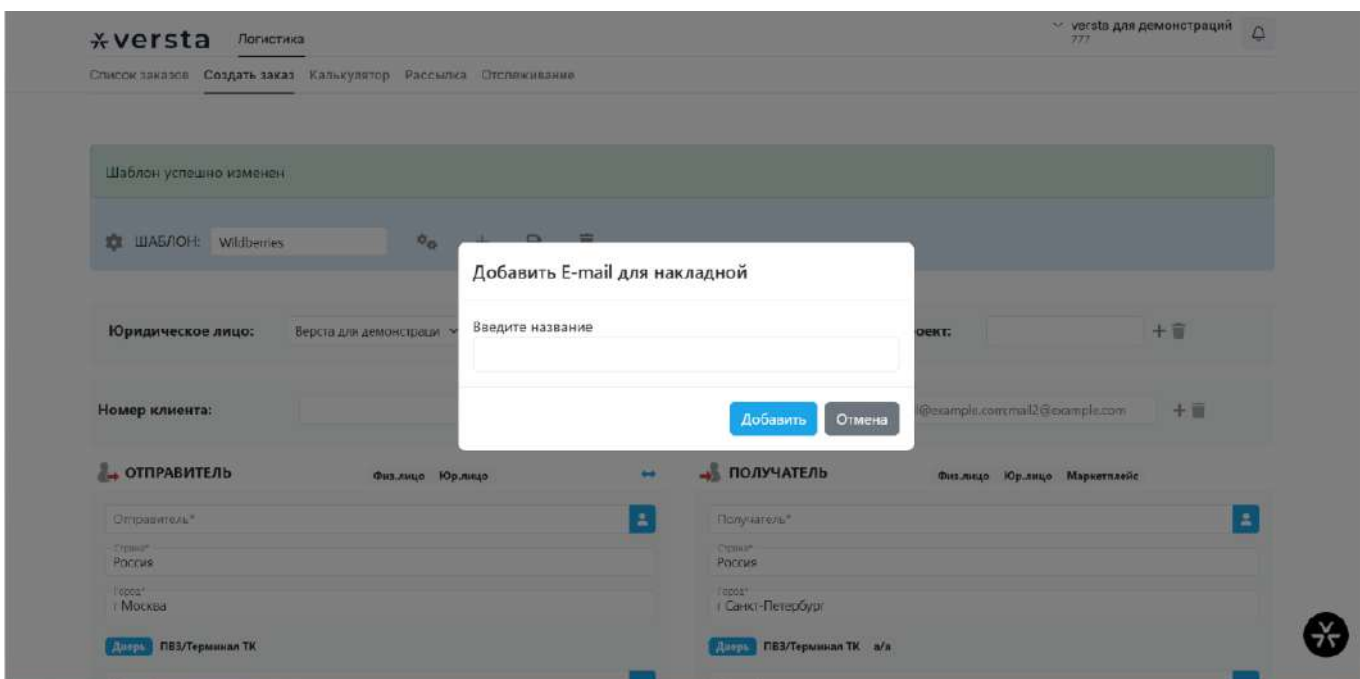 versta Логистика
versta для демонстраций
777
Список заказов Создать заказ Калькулятор Рассылка Отслеживание
Шаблон успешно изменен
ШАБЛОН: Wildberries
Добавить E-mail для накладной
Юридическое лицо: Верста для демонстраци
Введите название
оект:
Номер клиента:
l@example.com;mail2@example.com
Добавить Отмена
ОТПРАВИТЕЛЬ Физ.лицо Юр.лицо
ПОЛУЧАТЕЛЬ Физ.лицо Юр.лицо Маркетплейс
Отправитель*
Получатель*
Страна*
Россия
Страна*
Россия
Город*
г Москва
Город*
г Санкт-Петербург
Дверь ПВЗ/Терминал ТК
Дверь ПВЗ/Терминал ТК а/я